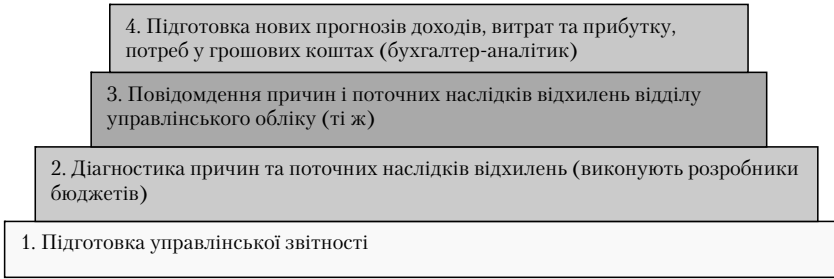 4. Підготовка нових прогнозів доходів, витрат та прибутку,
потреб у грошових коштах (бухгалтер-аналітик)
3. Повідомдення причин і поточних наслідків відхилень відділу
управлінського обліку (ті ж)
2. Діагностика причин та поточних наслідків відхилень (виконують розробники
бюджетів)
1. Підготовка управлінської звітності